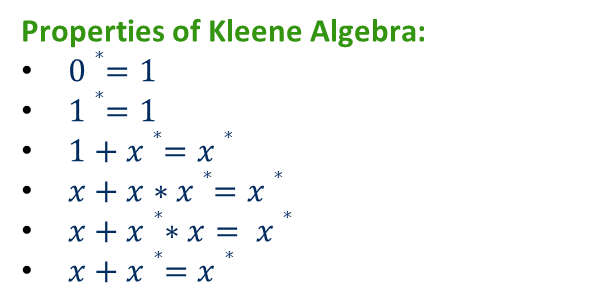 Properties of Kleene Algebra:
• 0* = 1
• 1* = 1
• 1 + x* = x*
• x + x ∗ x* = x*
• x + x* ∗ x = x*
• x + x* = x*